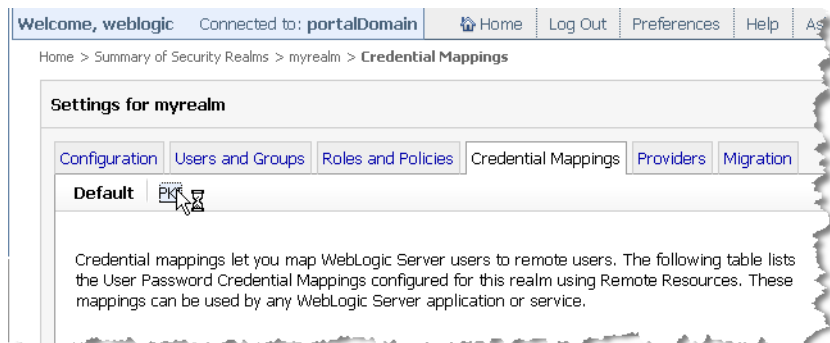 Welcome, weblogic Connected to: portalDomain Home Log Out Preferences Help
Home > Summary of Security Realms > myrealm > Credential Mappings
Settings for myrealm
Configuration Users and Groups Roles and Policies Credential Mappings Providers Migration
Default
Credential mappings let you map WebLogic Server users to remote users. The following table lists
the User Password Credential Mappings configured for this realm using Remote Resources. These
mappings can be used by any WebLogic Server application or service.